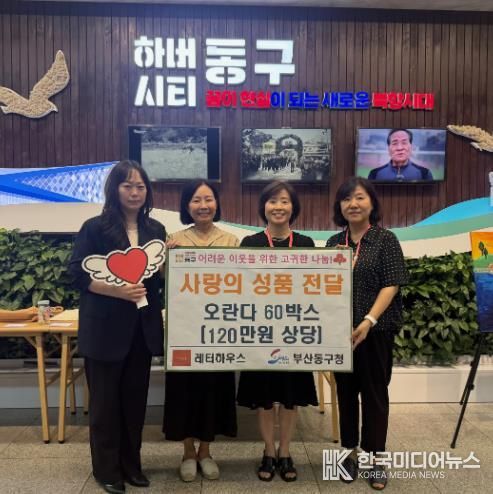 하버
시티 동구
꿈이 현실이 되는 새로운 북항시대
어려운 이웃을 위한 고귀한 나눔!
사랑의 성품 전달
오란다 60박스
[120만원 상당]
레터하우스 부산동구청
HK 한국미디어뉴스
KOREA MEDIA NEWS